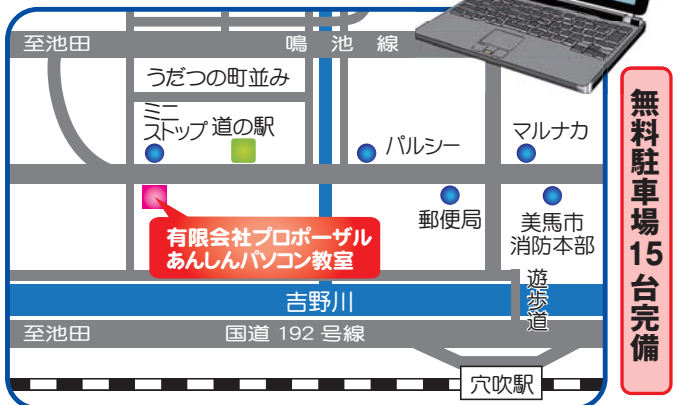 至池田
鳴池線
うだつの町並み
ミニ
ストップ
道の駅
パルシー
マルナカ
郵便局
美馬市
消防本部
有限会社プロポーザル
あんしんパソコン教室
遊歩道
吉野川
至池田
国道 192 号線
穴吹駅
無料駐車場15台完備